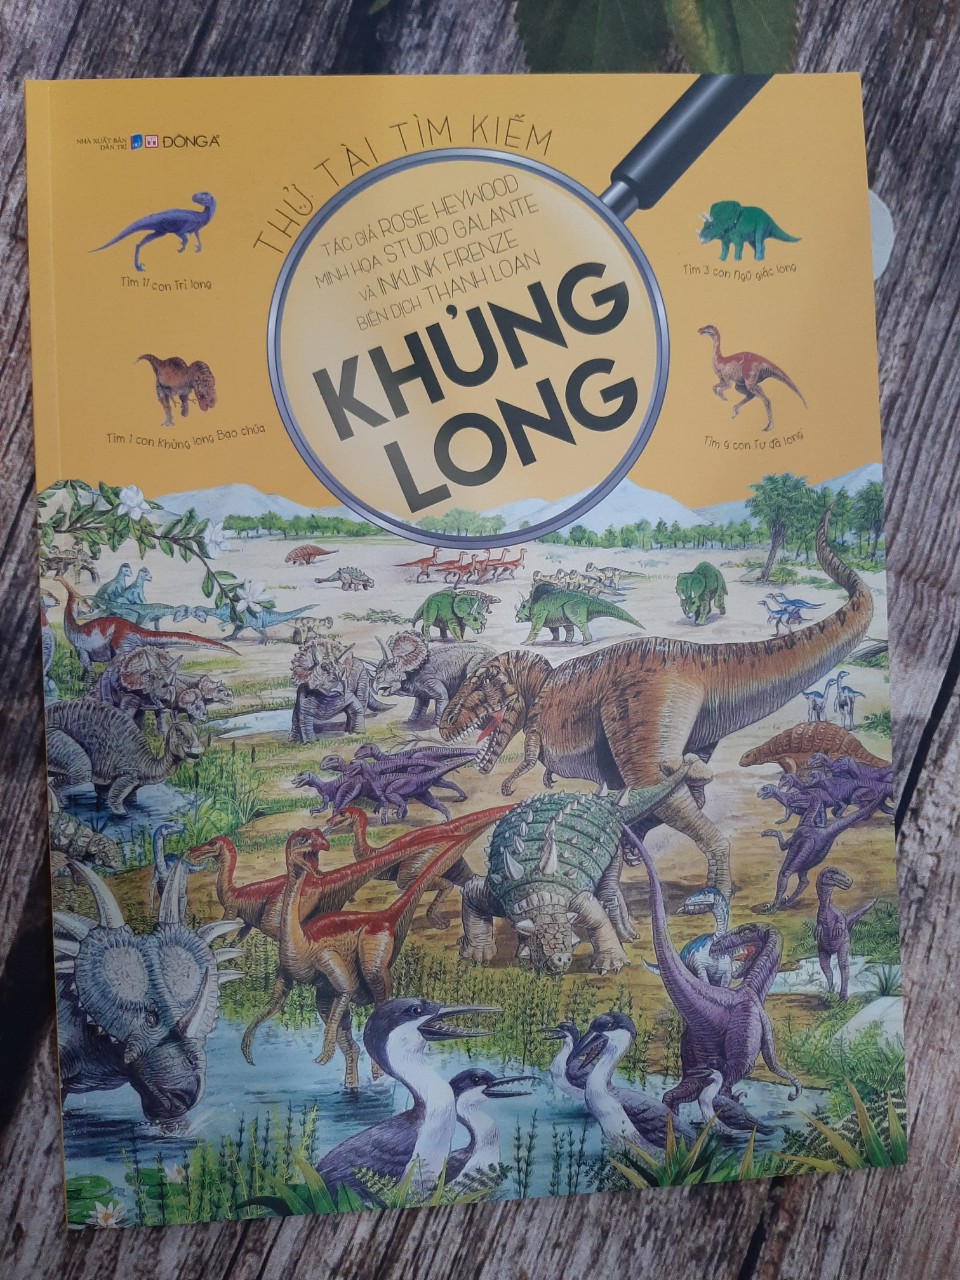 NHÀ XUẤT BẢN
DÂN TRÍ
ĐÔNG A
THỬ TÀI TÌM KIẾM
TÁC GIẢ ROSIE HEYWOOD
MINH HỌA STUDIO GALANTE
VÀ INKLINK FIRENZE
BIÊN DỊCH THANH LOAN
KHỦNG
LONG
Tìm 11 con Trĩ long
Tìm 3 con Ngũ giác long
Tìm 1 con Khủng long Bạo chúa
Tìm 9 con Tự đà long